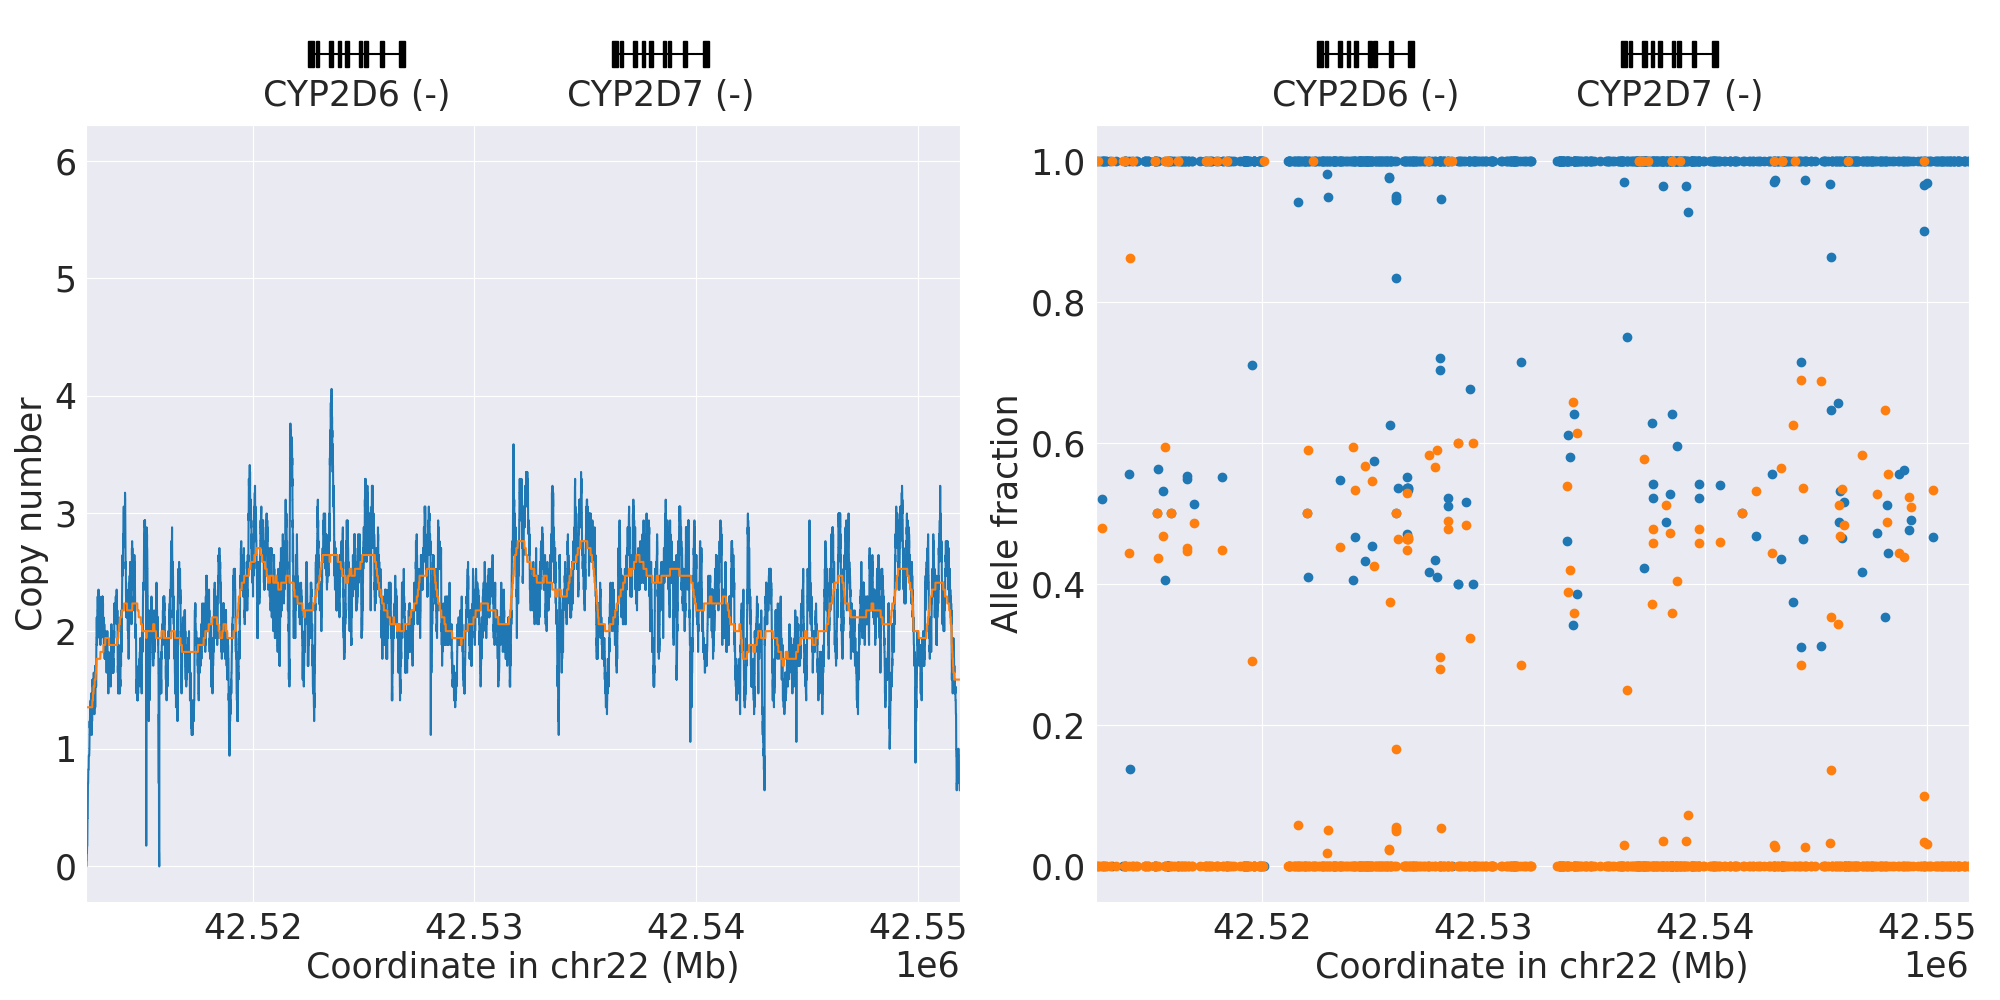 CYP2D6 (-)
CYP2D7 (-)
6
5
4
3
2
1
0
Copy number
42.52
42.53
42.54
42.55
Coordinate in chr22 (Mb)
1e6
CYP2D6 (-)
CYP2D7 (-)
1.0
0.8
0.6
0.4
0.2
0.0
Allele fraction
42.52
42.53
42.54
42.55
Coordinate in chr22 (Mb)
1e6